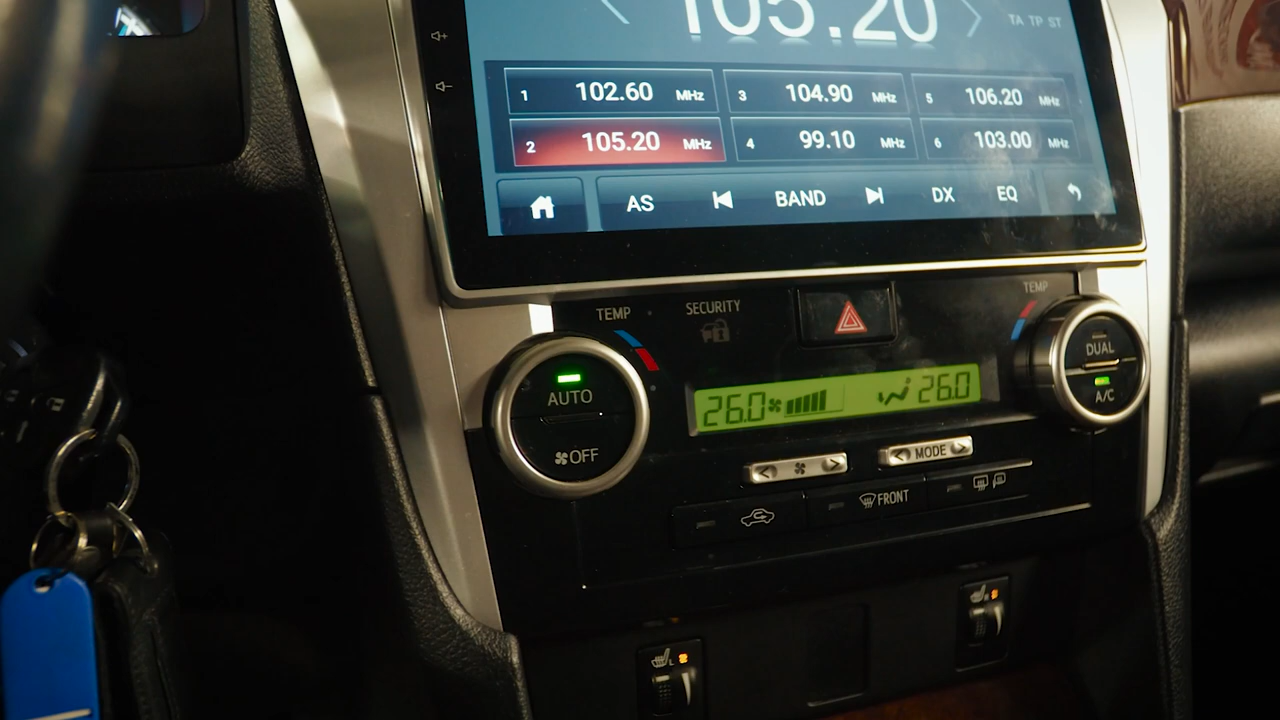 105.20
TA TP ST
1 102.60 MHz
3 104.90 MHz
5 106.20 MHz
2 105.20 MHz
4 99.10 MHz
6 103.00 MHz
AS BAND DX EQ
TEMP
SECURITY
TEMP
AUTO
OFF
26.0
26.0
DUAL
A/C
MODE
FRONT
L
R